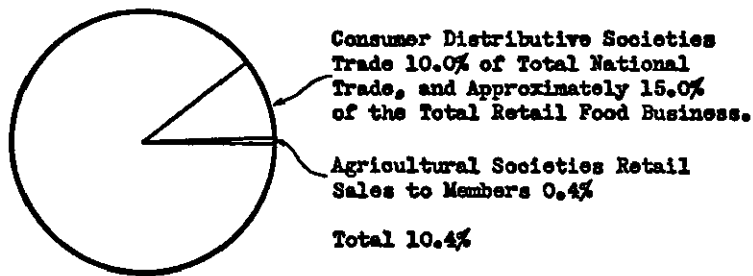 Consumer Distributive Societies
Trade 10.0% of Total National
Trade, and Approximately 15.0%
of the Total Retail Food Business.
Agricultural Societies Retail
Sales to Members 0.4%
Total 10.4%